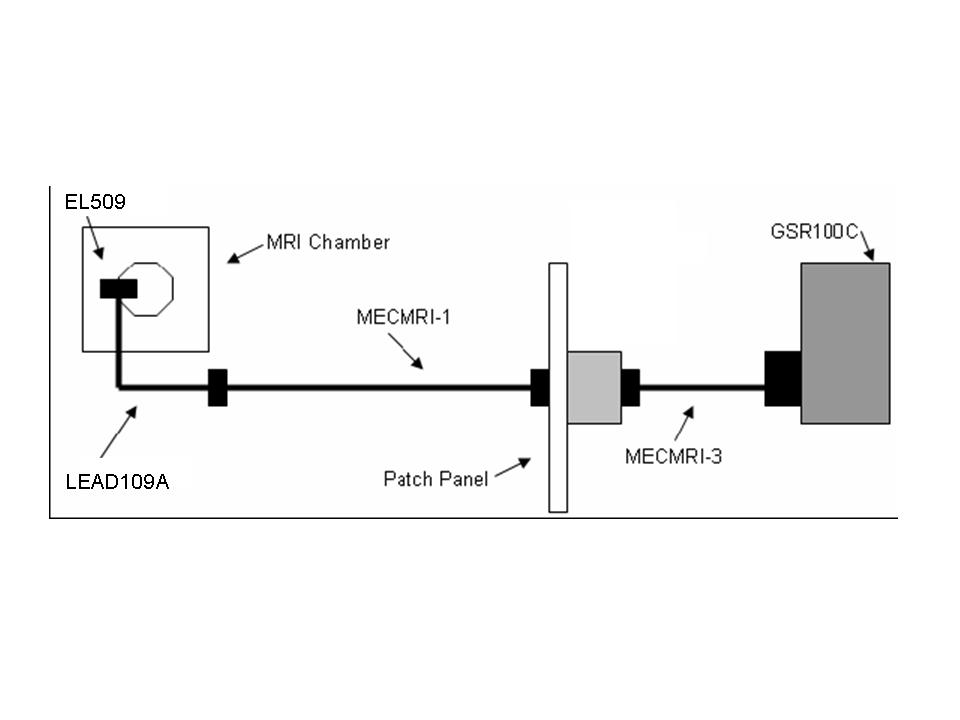 EL509
MRI Chamber
GSR100C
MECMRI-1
MECMRI-3
Patch Panel
LEAD109A